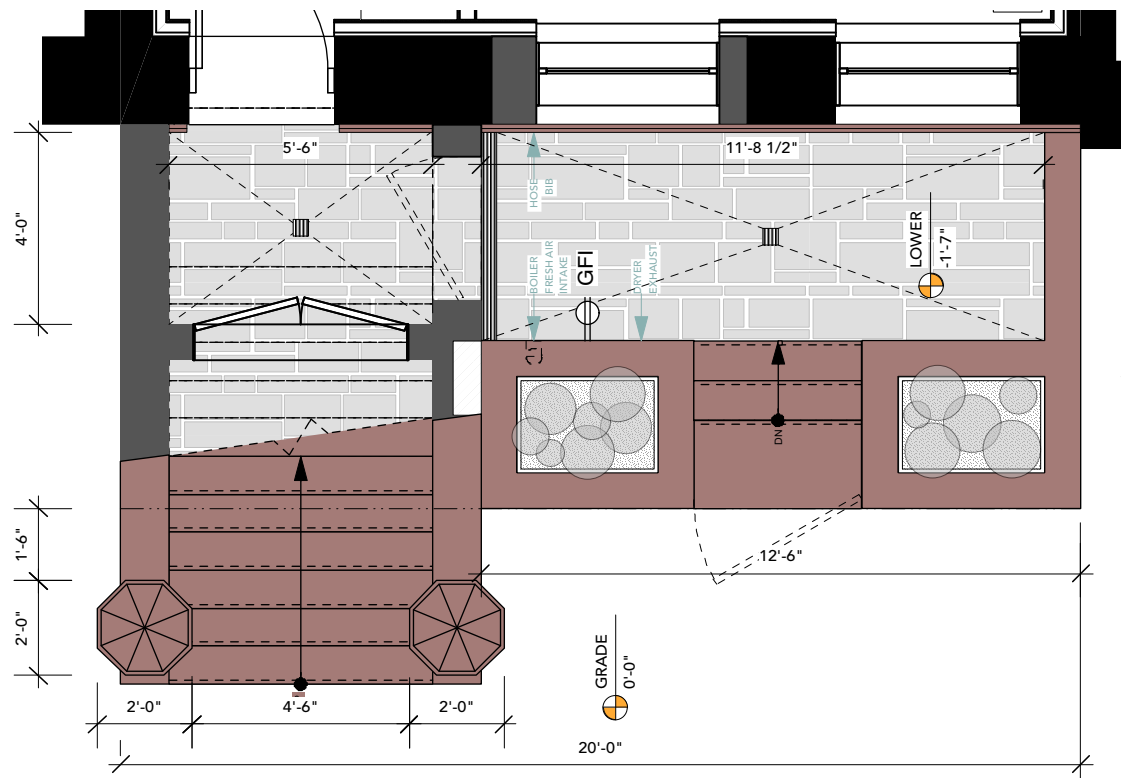 5'-6"
11'-8 1/2"
4'-0"
HOSE
BIB
LOWER
-1'-7"
BOILER
FRESH AIR
INTAKE
GFI
DRYER
EXHAUST
DN
1'-6"
12'-6"
2'-0"
GRADE
0'-0"
2'-0"
4'-6"
2'-0"
20'-0"